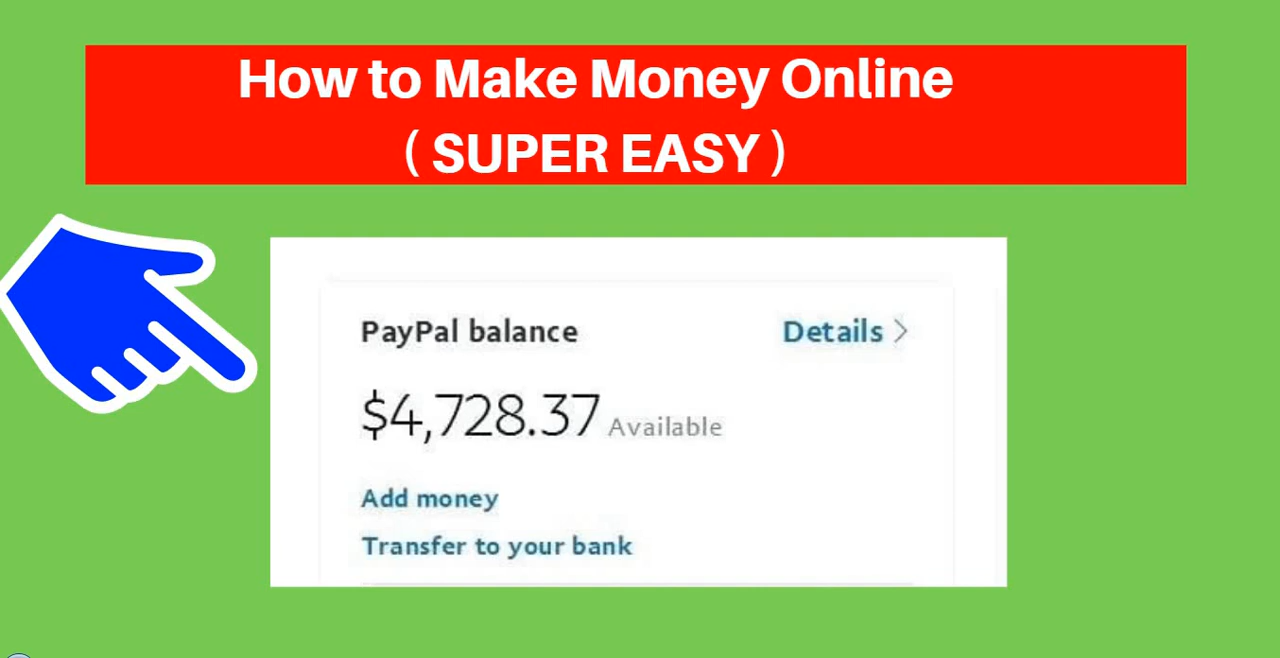 How to Make Money Online
( SUPER EASY )
PayPal balance
Details >
$4,728.37 Available
Add money
Transfer to your bank